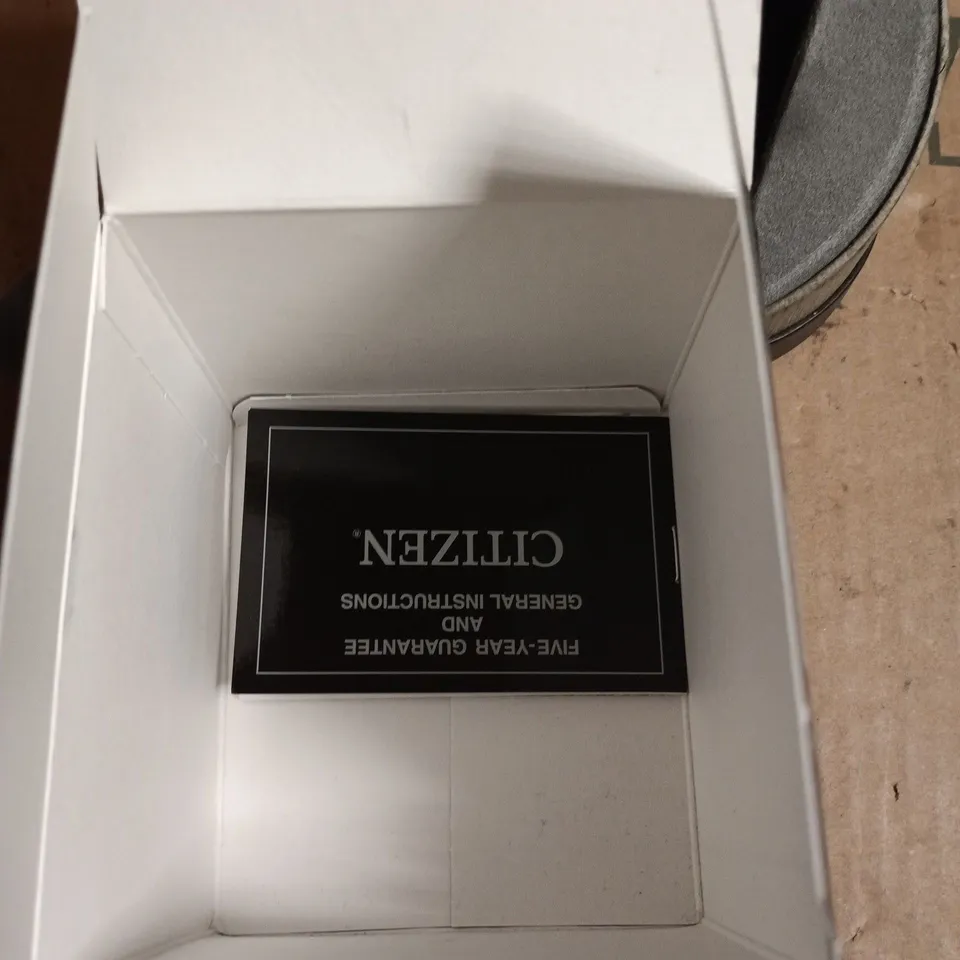 CITIZEN®
FIVE-YEAR GUARANTEE
AND
GENERAL INSTRUCTIONS